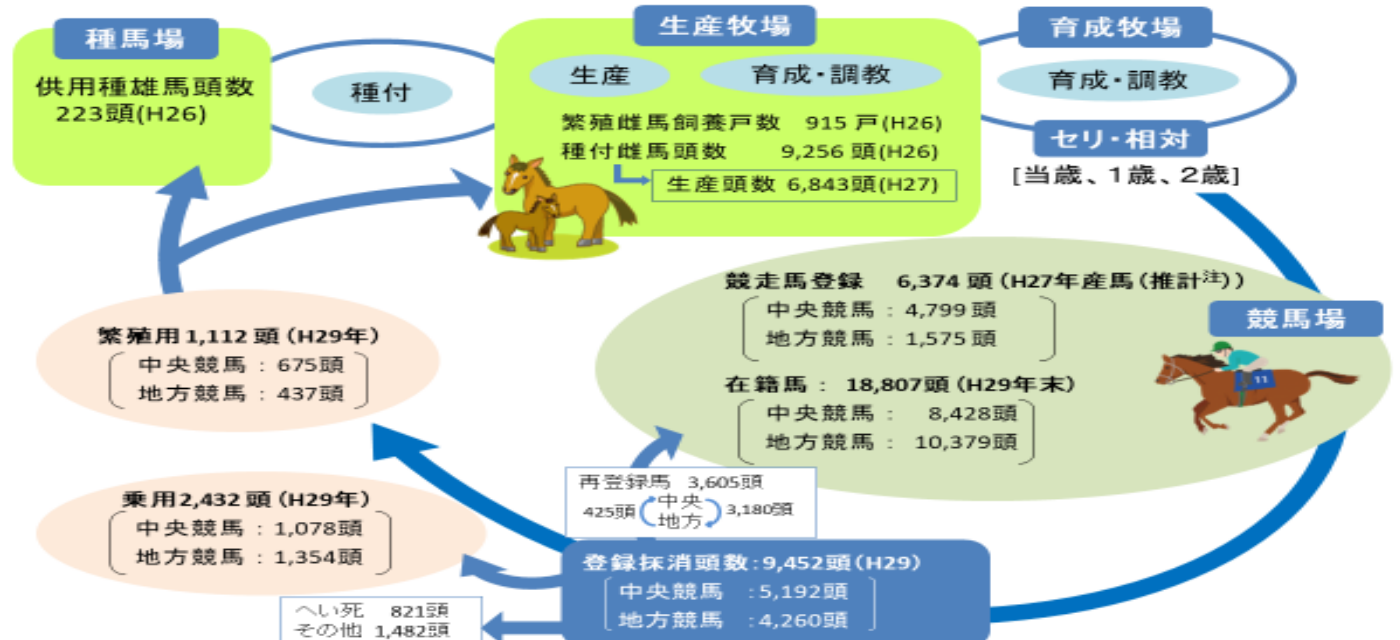 種馬場
供用種雄馬頭数
223頭(H26)
種付
生産牧場
生産
育成・調教
繁殖雌馬飼養戸数 915 戸(H26)
種付雌馬頭数 9,256 頭(H26)
生産頭数 6,843頭(H27)
育成牧場
育成・調教
セリ・相対
[当歳、1歳、2歳]
競走馬登録 6,374 頭(H27年産馬(推計注))
中央競馬 : 4,799 頭
地方競馬 : 1,575 頭
在籍馬: 18,807頭(H29年末)
中央競馬 : 8,428頭
地方競馬 : 10,379頭
競馬場
11
繁殖用 1,112 頭(H29年)
中央競馬 : 675頭
地方競馬 : 437頭
乗用2,432 頭(H29年)
中央競馬 : 1,078頭
地方競馬 : 1,354頭
再登録馬 3,605頭
425頭 中央 3,180頭
地方
登録抹消頭数:9,452頭(H29)
中央競馬 :5,192頭
地方競馬 :4,260頭
へい死 821頭
その他 1,482頭